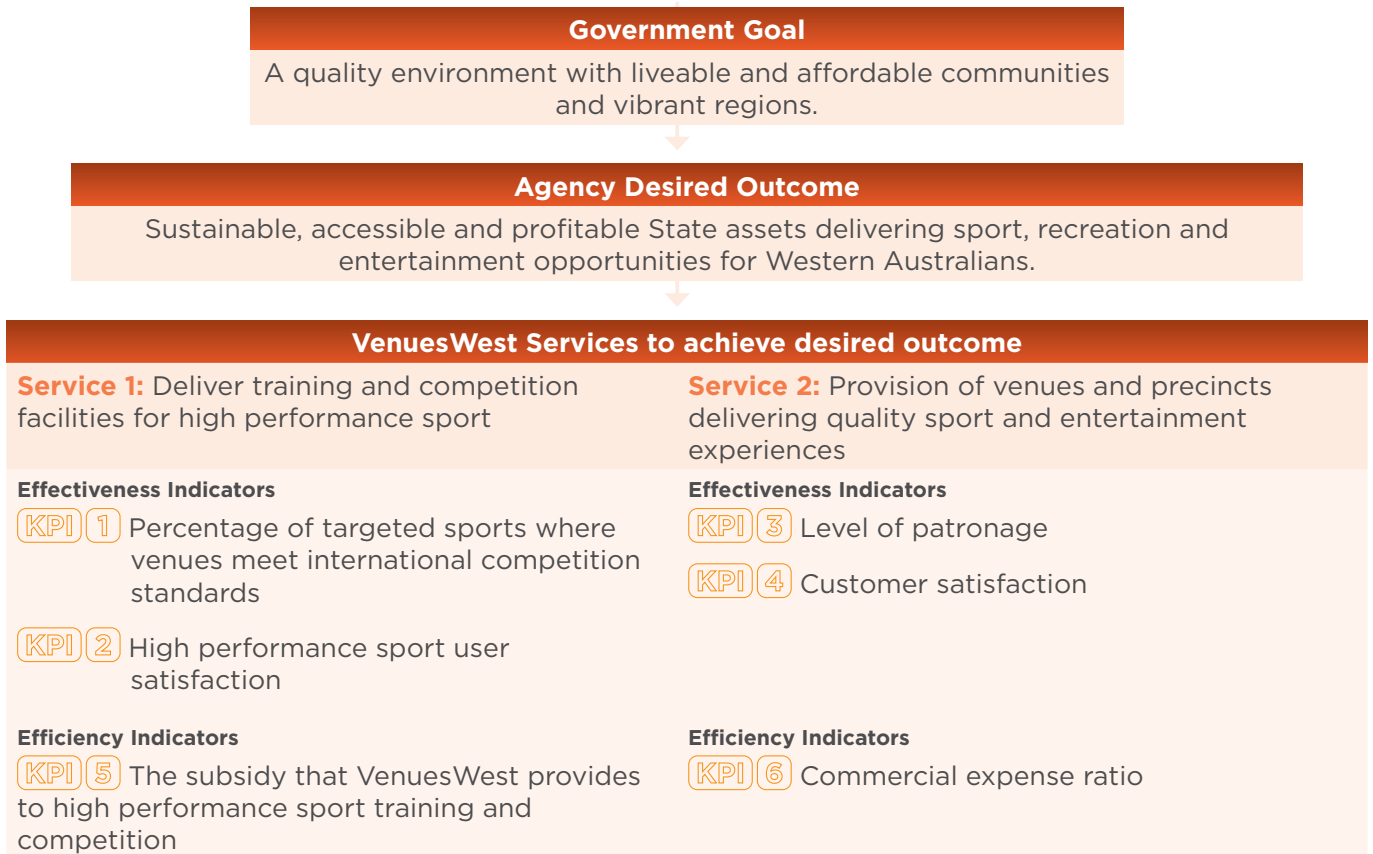 Government Goal
A quality environment with liveable and affordable communities
and vibrant regions.
Agency Desired Outcome
Sustainable, accessible and profitable State assets delivering sport, recreation and
entertainment opportunities for Western Australians.
VenuesWest Services to achieve desired outcome
Service 1: Deliver training and competition
facilities for high performance sport
Effectiveness Indicators
KPI 1 Percentage of targeted sports where
venues meet international competition
standards
KPI 2 High performance sport user
satisfaction
Efficiency Indicators
KPI 5 The subsidy that VenuesWest provides
to high performance sport training and
competition
Service 2: Provision of venues and precincts
delivering quality sport and entertainment
experiences
Effectiveness Indicators
KPI 3 Level of patronage
KPI 4 Customer satisfaction
Efficiency Indicators
KPI 6 Commercial expense ratio